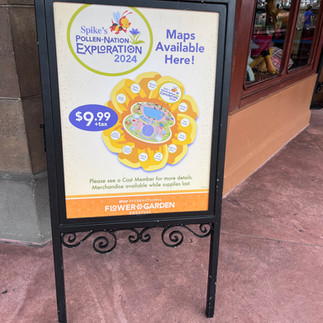 Spike's
POLLEN-NATION
EXPLORATION
2024
Maps
Available
Here!
$9.99
+tax
Please see a Cast Member for more details.
Merchandise available while supplies last.
FLOWER & GARDEN